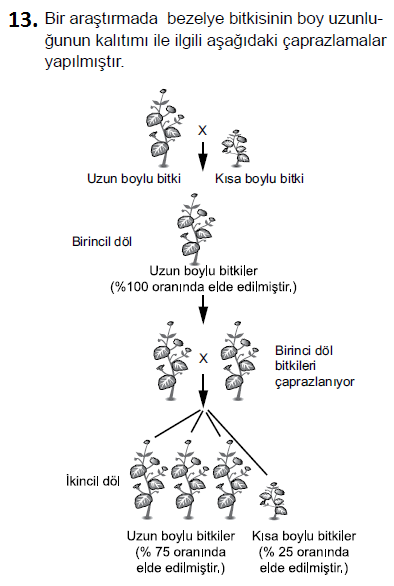 13. Bir araştırmada bezelye bitkisinin boy uzunlu-
ğunun kalıtımı ile ilgili aşağıdaki çaprazlamalar
yapılmıştır.
X
Uzun boylu bitki Kısa boylu bitki
Birincil döl
Uzun boylu bitkiler
(%100 oranında elde edilmiştir,)
X
Birinci döl
bitkileri
çaprazlanıyor
İkincil döl
Uzun boylu bitkiler Kısa boylu bitkiler
(% 75 oranında (% 25 oranında
elde edilmiştir,) elde edilmiştir,)